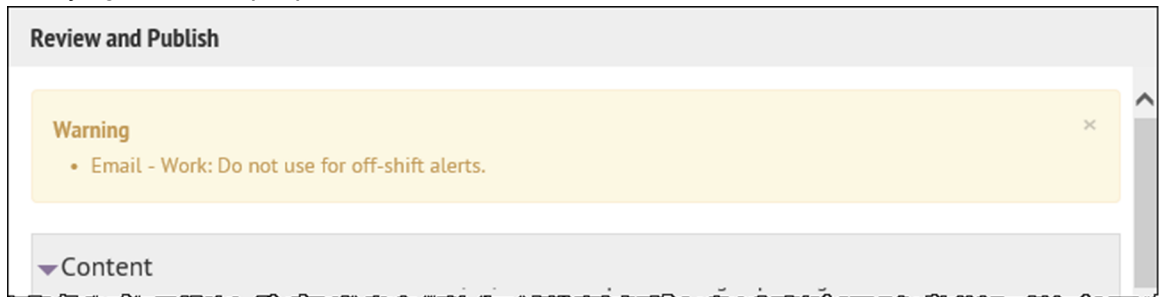 Review and Publish
Warning
×
• Email - Work: Do not use for off-shift alerts.
Content